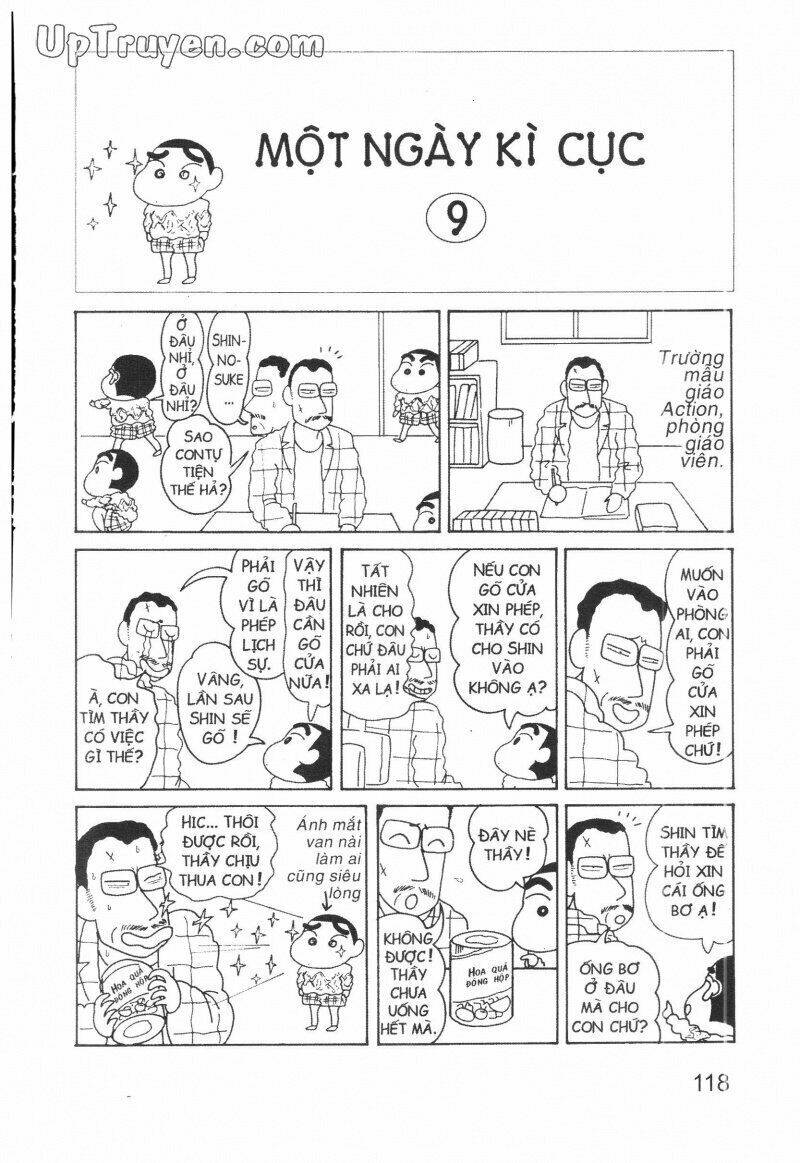 UpTruyen.com
MỘT NGÀY KÌ CỤC
9
Trường
mẫu
giáo
Action,
phòng
giáo
viên.
SHIN-
NO-
SUKE
...
Ở
ĐÂU
NHỈ,
Ở
ĐÂU
NHỈ?
SAO
CON TỰ
TIỆN
THẾ HẢ?
MUỐN
VÀO
PHÒNG
AI, CON
PHẢI
GÕ
CỬA
XIN
PHÉP
CHỨ!
NẾU CON
GÕ CỬA
XIN PHÉP,
THẦY CÓ
CHO SHIN
VÀO
KHÔNG Ạ?
TẤT
NHIÊN
LÀ CHO
RỒI, CON
CHỨ ĐÂU
PHẢI AI
XA LẠ!
VẬY
THÌ
ĐÂU
CẦN
GÕ
CỬA
NỮA!
PHẢI
GÕ
VÌ LÀ
PHÉP
LỊCH
SỰ.
VÂNG,
LẦN SAU
SHIN SẼ
GÕ!
À, CON
TÌM THẦY
CÓ VIỆC
GÌ THẾ?
SHIN TÌM
THẦY ĐỂ
HỎI XIN
CÁI ỐNG
BƠ Ạ!
ỐNG BƠ
Ở ĐÂU
MÀ CHO
CON CHỨ?
ĐÂY NÈ
THẦY!
KHÔNG
ĐƯỢC!
THẦY
CHƯA
UỐNG
HẾT MÀ.
HOA QUẢ
ĐÓNG HỘP
Ánh mắt
van nài
làm ai
cũng siêu
lòng
HIC... THÔI
ĐƯỢC RỒI,
THẦY CHỊU
THUA CON!
HOA QUẢ
ĐÓNG HỘP
118